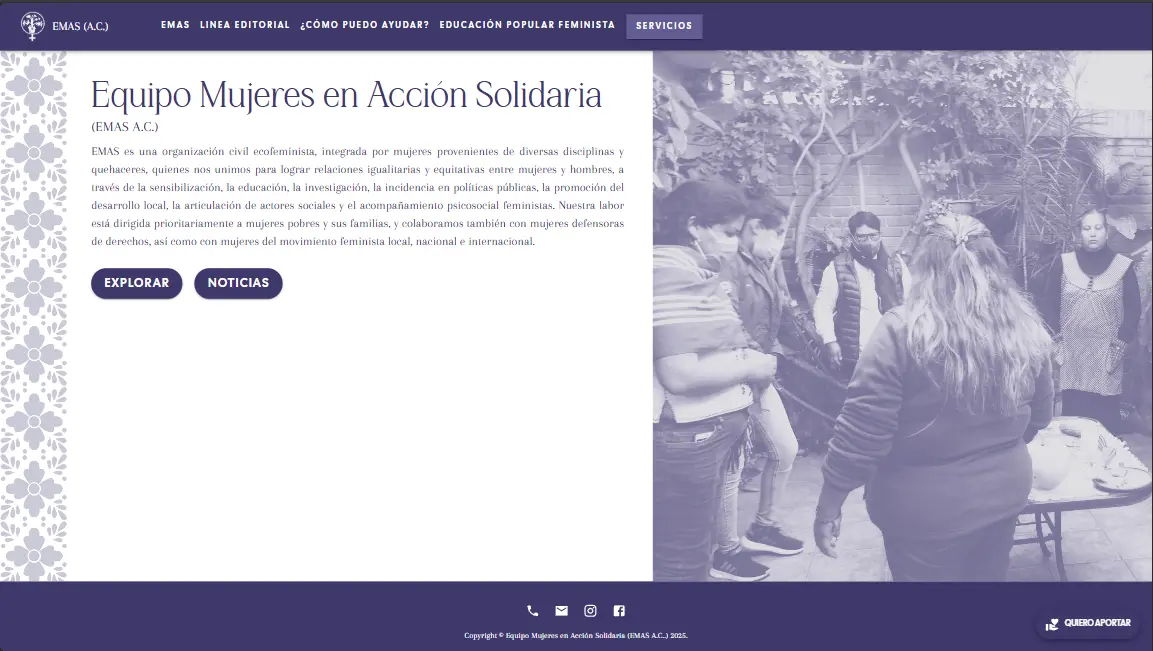 EMAS (A.C.)
EMAS LINEA EDITORIAL ¿CÓMO PUEDO AYUDAR? EDUCACIÓN POPULAR FEMINISTA SERVICIOS
Equipo Mujeres en Acción Solidaria
(EMAS A.C.)
EMAS es una organización civil ecofeminista, integrada por mujeres provenientes de diversas disciplinas y
quehaceres, quienes nos unimos para lograr relaciones igualitarias y equitativas entre mujeres y hombres, a
través de la sensibilización, la educación, la investigación, la incidencia en políticas públicas, la promoción del
desarrollo local, la articulación de actores sociales y el acompañamiento psicosocial feministas. Nuestra labor
está dirigida prioritariamente a mujeres pobres y sus familias, y colaboramos también con mujeres defensoras
de derechos, así como con mujeres del movimiento feminista local, nacional e internacional.
EXPLORAR NOTICIAS
QUIERO APORTAR
Copyright © Equipo Mujeres en Acción Solidaria (EMAS A.C..) 2025.